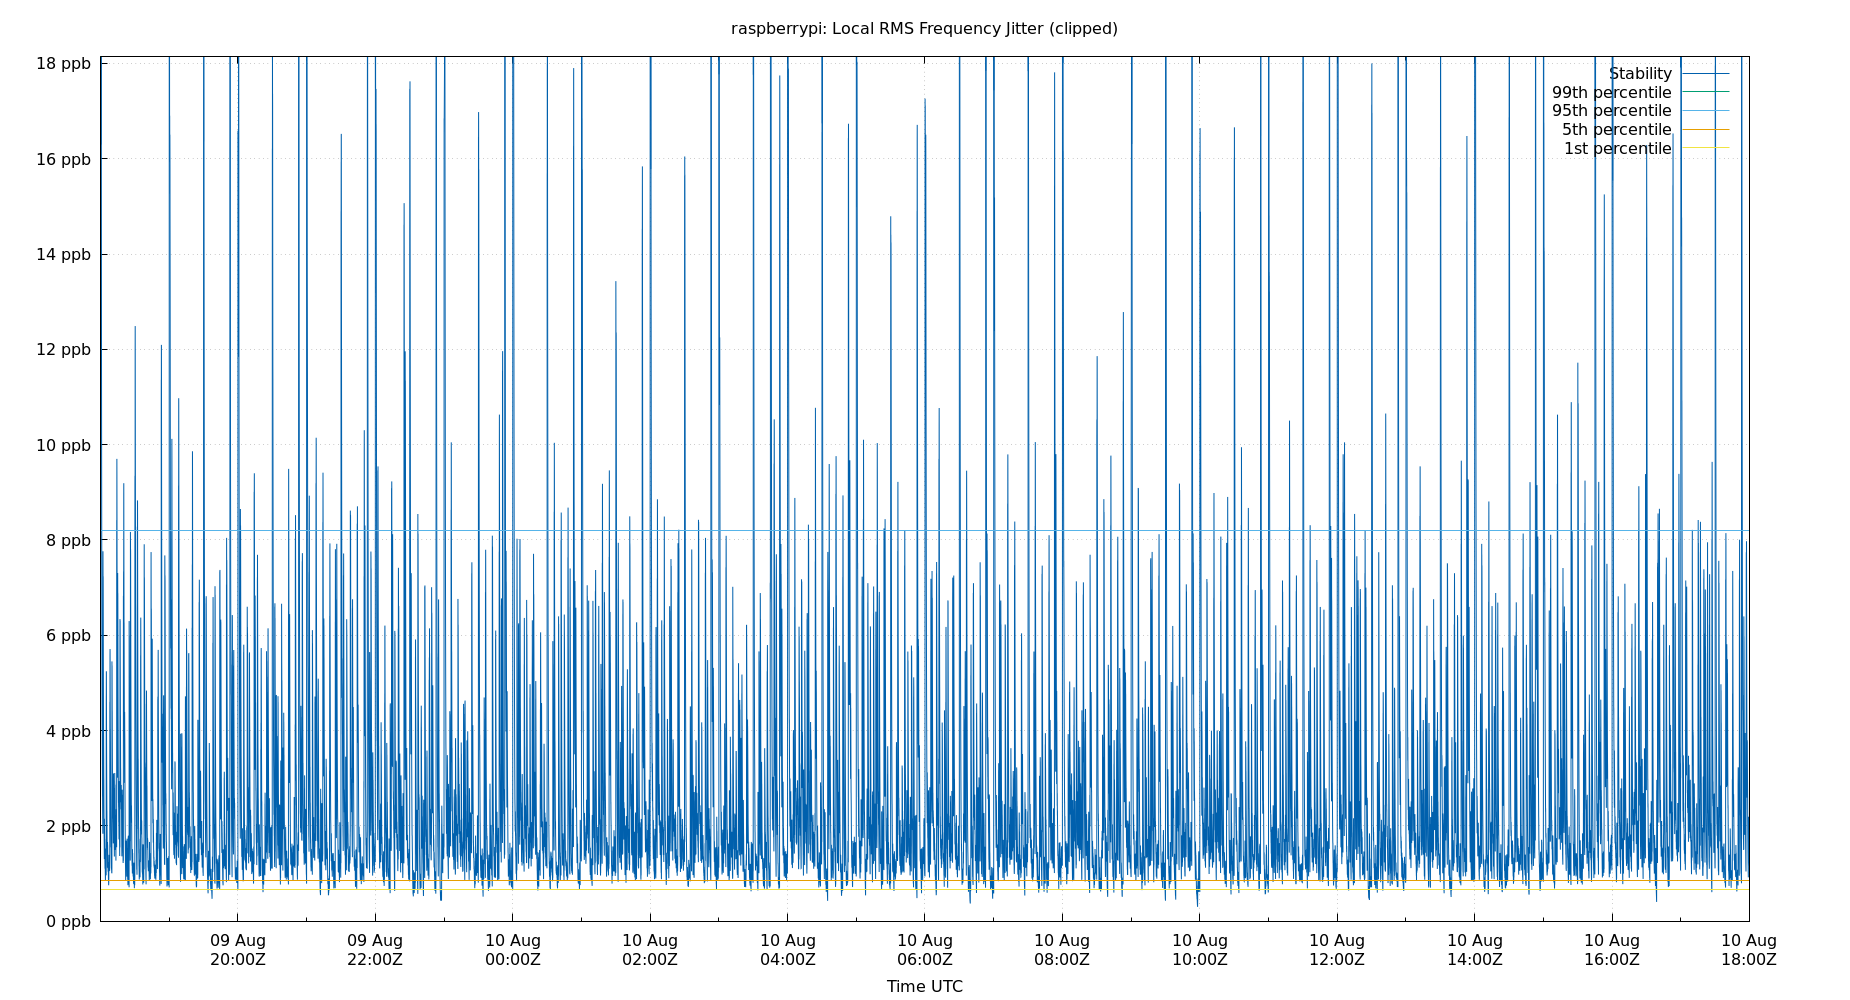 raspberrypi: Local RMS Frequency Jitter (clipped)
18 ppb
16 ppb
14 ppb
12 ppb
10 ppb
8 ppb
6 ppb
4 ppb
2 ppb
0 ppb
Stability
99th percentile
95th percentile
5th percentile
1st percentile
09 Aug 09 Aug 10 Aug 10 Aug 10 Aug 10 Aug 10 Aug 10 Aug 10 Aug 10 Aug 10 Aug 10 Aug
20:00Z 22:00Z 00:00Z 02:00Z 04:00Z 06:00Z 08:00Z 10:00Z 12:00Z 14:00Z 16:00Z 18:00Z
Time UTC